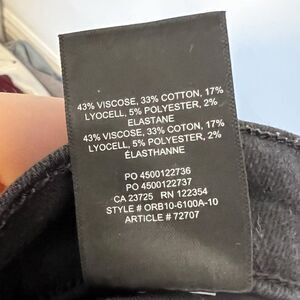 43% VISCOSE, 33% COTTON, 17%
LYOCELL, 5% POLYESTER, 2%
ELASTANE
43% VISCOSE, 33% COTTON, 17%
LYOCELL, 5% POLYESTER, 2%
ÉLASTHANNE
PO 4500122736
PO 4500122737
CA 23725 RN 122354
STYLE # ORB10-6100A-10
ARTICLE # 72707